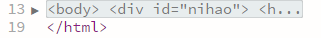 13 ▶ <body> <div id="nihao"> <h...
19 </html>